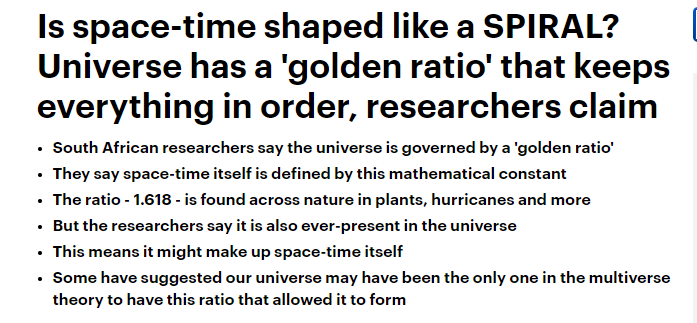 Is space-time shaped like a SPIRAL?
Universe has a 'golden ratio' that keeps
everything in order, researchers claim
• South African researchers say the universe is governed by a 'golden ratio'
• They say space-time itself is defined by this mathematical constant
• The ratio - 1.618 - is found across nature in plants, hurricanes and more
• But the researchers say it is also ever-present in the universe
• This means it might make up space-time itself
• Some have suggested our universe may have been the only one in the multiverse
theory to have this ratio that allowed it to form